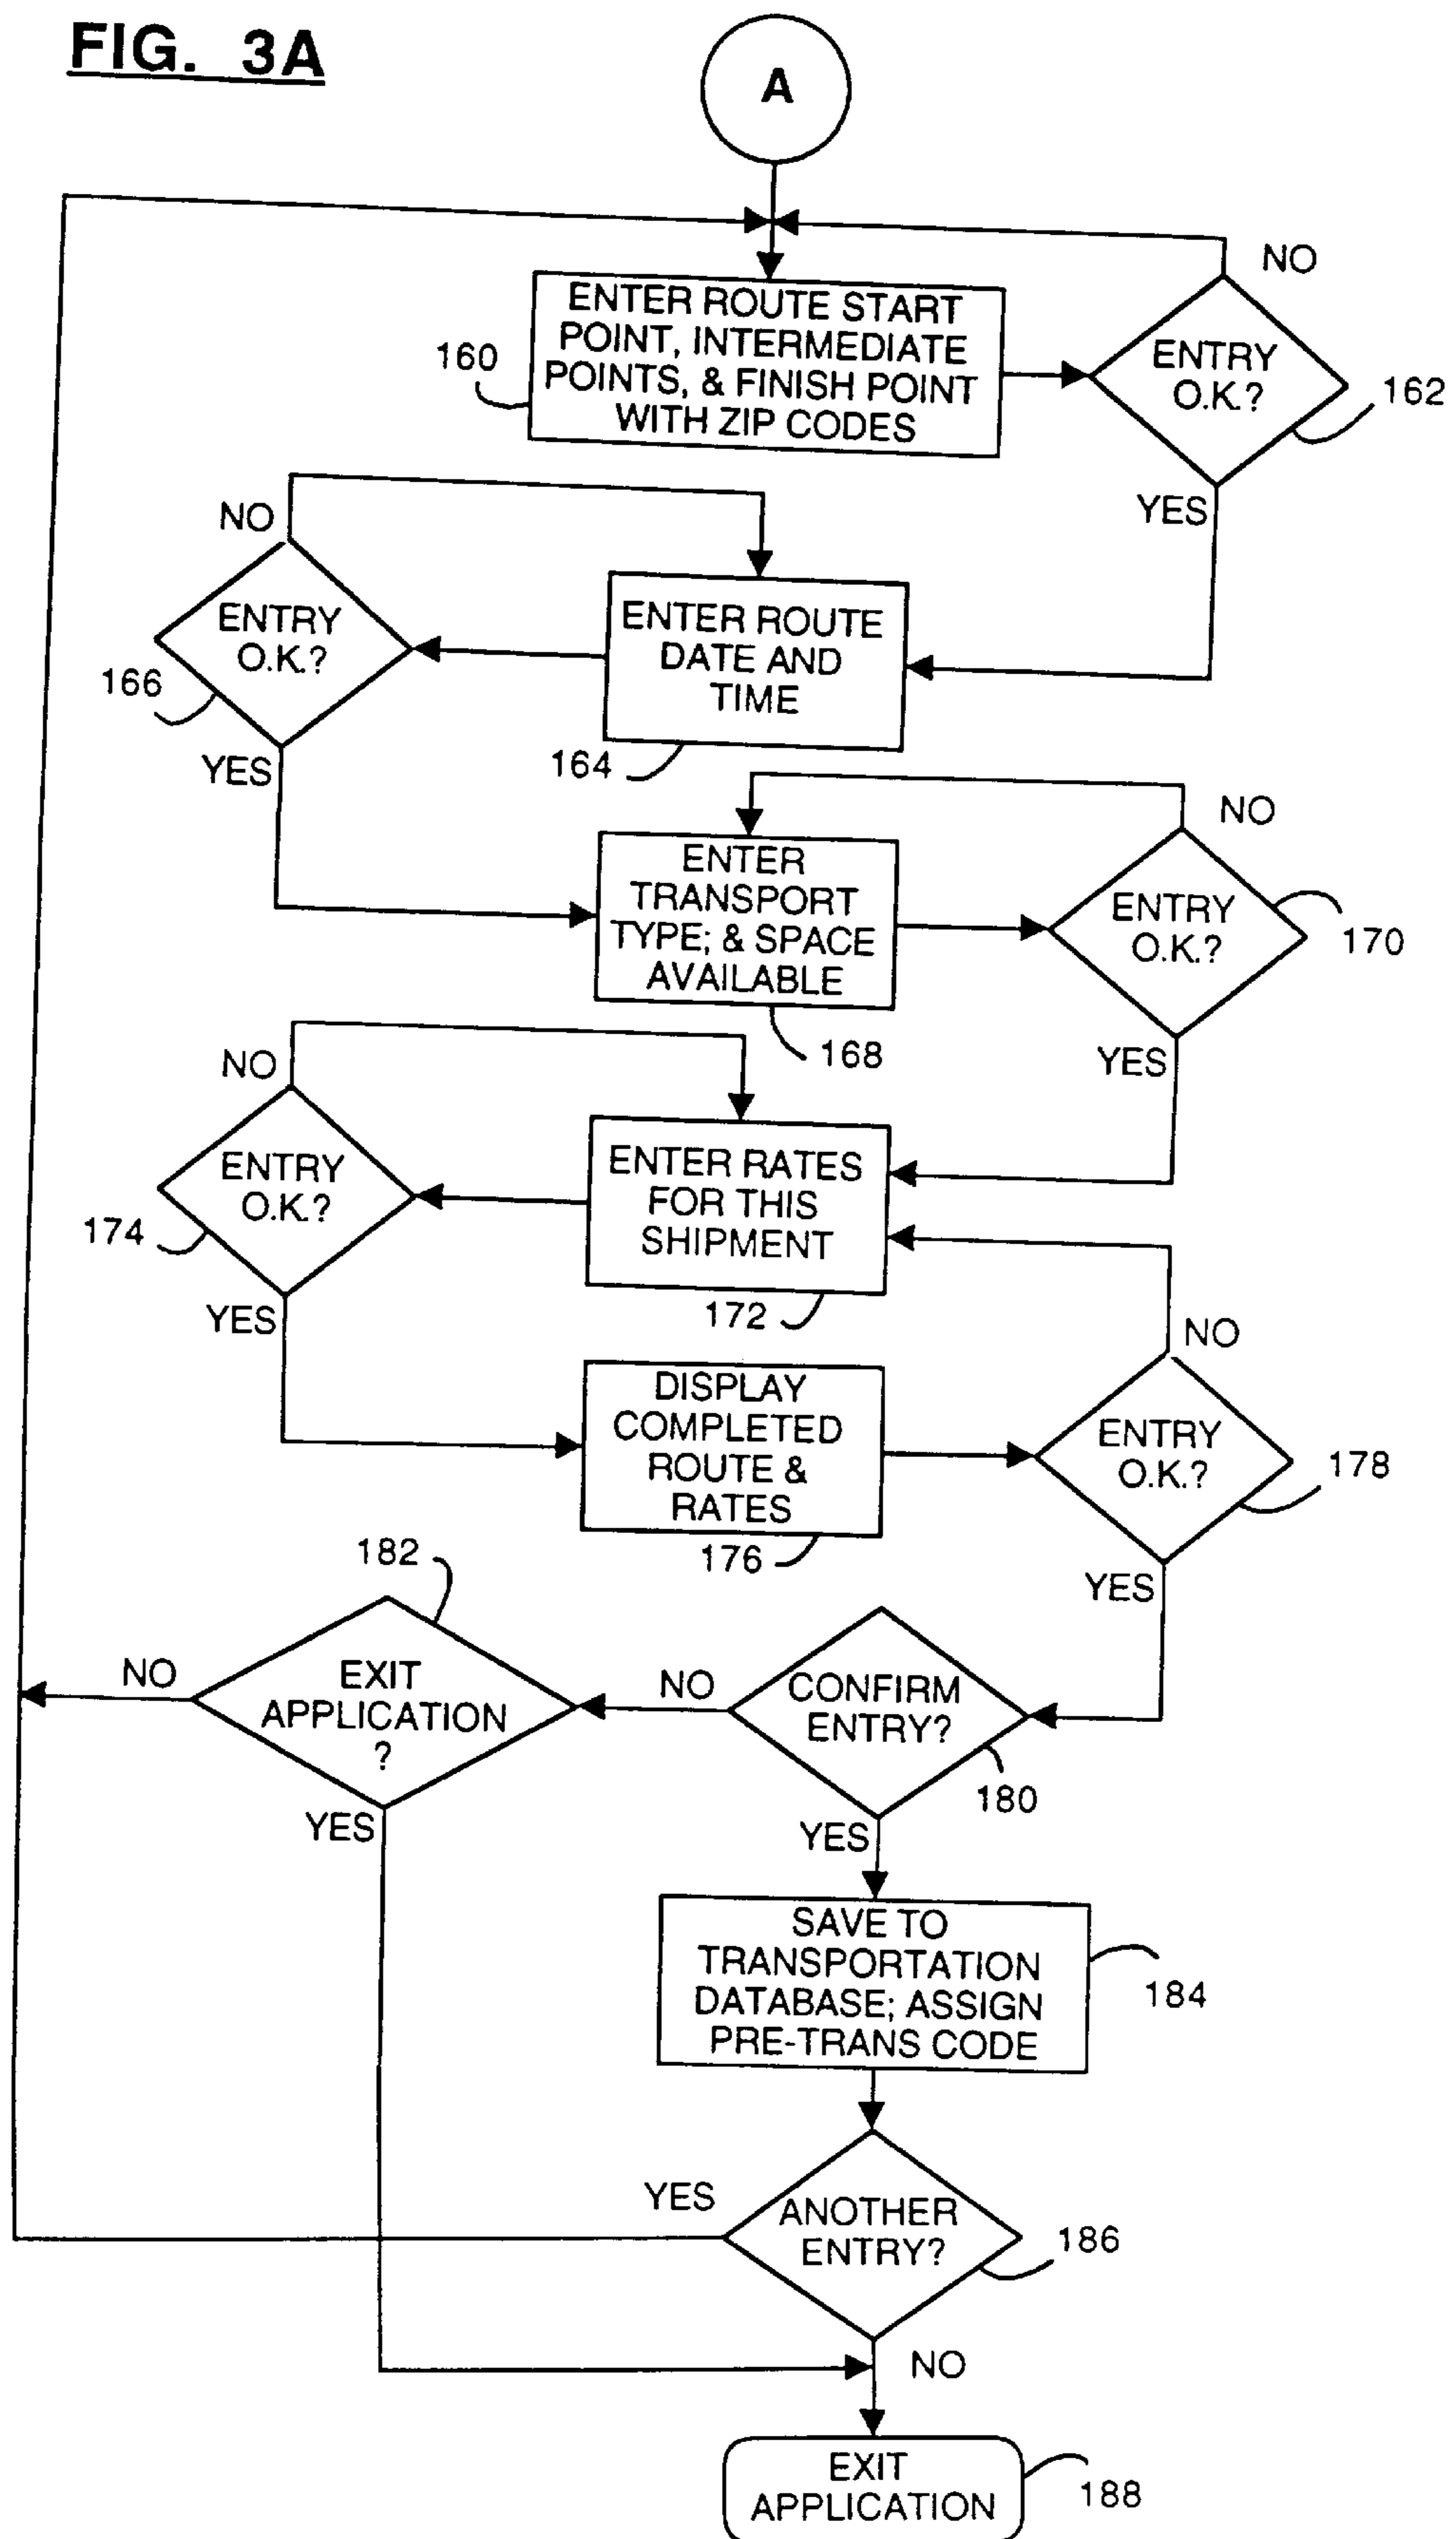 FIG. 3A
A
NO
ENTER ROUTE START
POINT, INTERMEDIATE
POINTS, & FINISH POINT
WITH ZIP CODES
160
ENTRY
O.K.?
162
YES
NO
ENTRY
O.K.?
166
YES
ENTER ROUTE
DATE AND
TIME
164
NO
ENTER
TRANSPORT
TYPE; & SPACE
AVAILABLE
168
ENTRY
O.K.?
170
YES
NO
ENTRY
O.K.?
174
YES
ENTER RATES
FOR THIS
SHIPMENT
172
NO
DISPLAY
COMPLETED
ROUTE &
RATES
176
ENTRY
O.K.?
178
YES
182
NO
EXIT
APPLICATION
?
YES
NO
CONFIRM
ENTRY?
180
YES
SAVE TO
TRANSPORTATION
DATABASE; ASSIGN
PRE-TRANS CODE
184
YES
ANOTHER
ENTRY?
186
NO
EXIT
APPLICATION
188